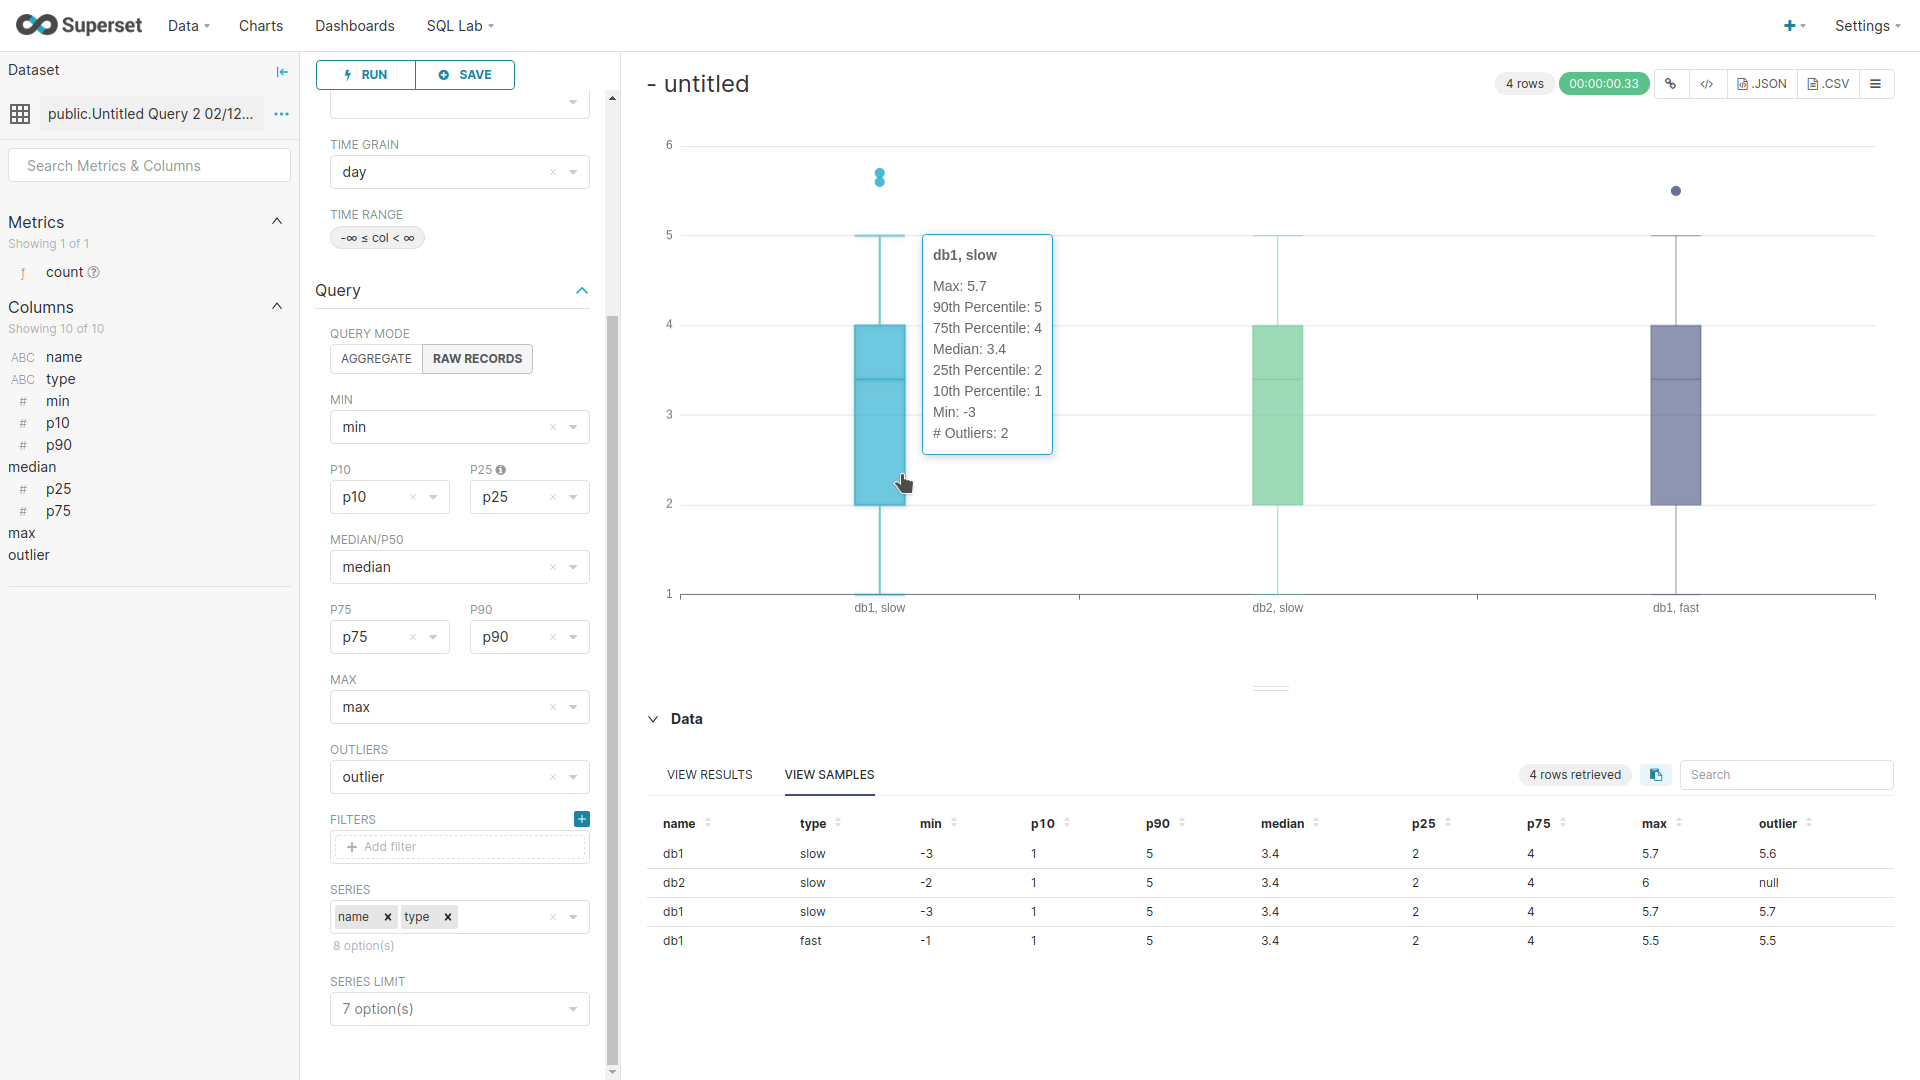 Superset
Data
Charts
Dashboards
SQL Lab
Settings
Dataset
public.Untitled Query 2 02/12...
Search Metrics & Columns
Metrics
Showing 1 of 1
ƒ count
Columns
Showing 10 of 10
ABC name
ABC type
# min
# p10
# p90
median
# p25
# p75
max
outlier
RUN
SAVE
TIME GRAIN
day
TIME RANGE
-∞ ≤ col < ∞
Query
QUERY MODE
AGGREGATE RAW RECORDS
MIN
min
P10 P25
p10 p25
MEDIAN/P50
median
P75 P90
p75 p90
MAX
max
OUTLIERS
outlier
FILTERS
Add filter
SERIES
name type
8 option(s)
SERIES LIMIT
7 option(s)
- untitled
4 rows
00:00:00.33
.JSON
.CSV
6
5
4
3
2
1
db1, slow
Max: 5.7
90th Percentile: 5
75th Percentile: 4
Median: 3.4
25th Percentile: 2
10th Percentile: 1
Min: -3
# Outliers: 2
db1, slow
db2, slow
db1, fast
Data
VIEW RESULTS VIEW SAMPLES
4 rows retrieved
Search
name type min p10 p90 median p25 p75 max outlier
db1 slow -3 1 5 3.4 2 4 5.7 5.6
db2 slow -2 1 5 3.4 2 4 6 null
db1 slow -3 1 5 3.4 2 4 5.7 5.7
db1 fast -1 1 5 3.4 2 4 5.5 5.5